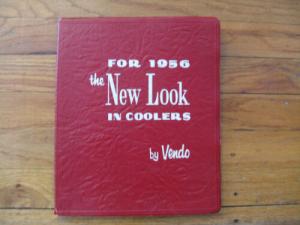 FOR 1956
the New Look
IN COOLERS
by Vendo